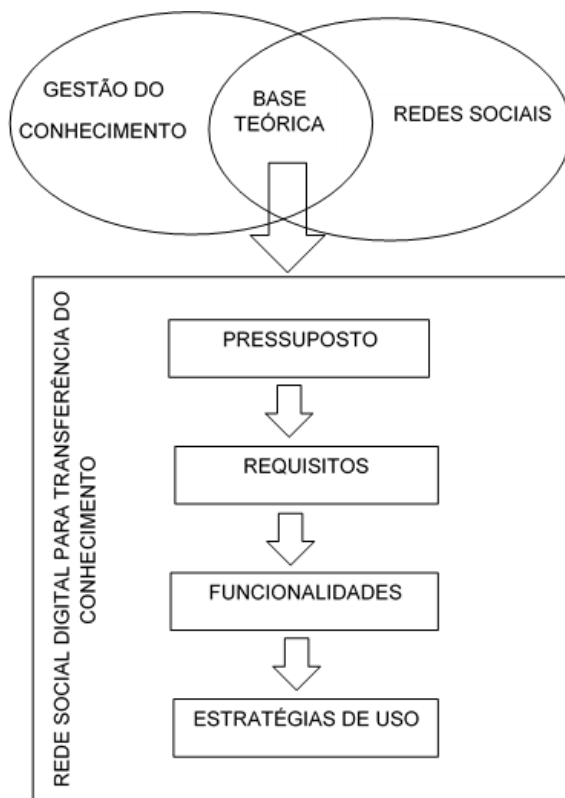 GESTÃO DO
CONHECIMENTO
BASE
TEÓRICA
REDES SOCIAIS
REDE SOCIAL DIGITAL PARA TRANSFERÊNCIA DO
CONHECIMENTO
PRESSUPOSTO
REQUISITOS
FUNCIONALIDADES
ESTRATÉGIAS DE USO